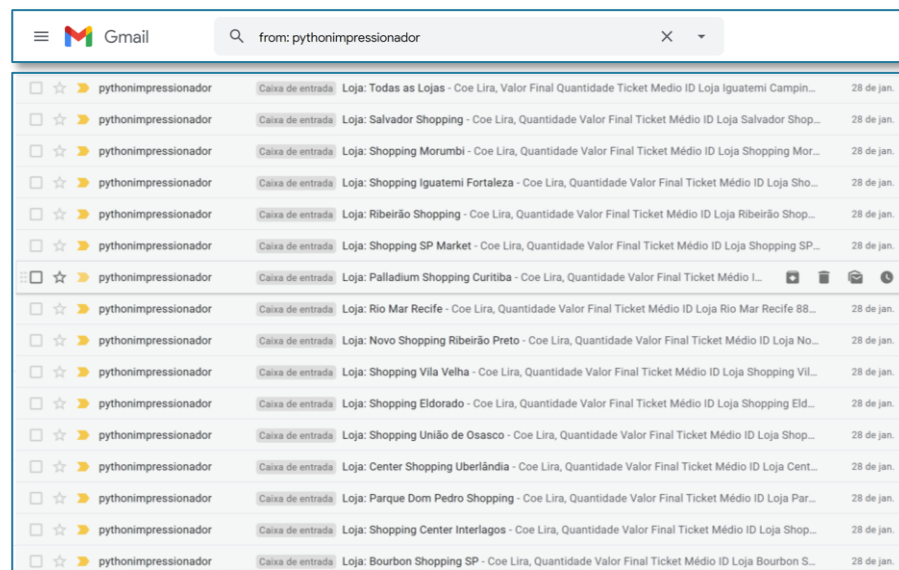 Gmail from: pythonimpressionador
pythonimpressionador Caixa de entrada Loja: Todas as Lojas - Coe Lira, Valor Final Quantidade Ticket Medio ID Loja Iguatemi Campin... 28 de jan.
pythonimpressionador Caixa de entrada Loja: Salvador Shopping - Coe Lira, Quantidade Valor Final Ticket Médio ID Loja Salvador Shop... 28 de jan.
pythonimpressionador Caixa de entrada Loja: Shopping Morumbi - Coe Lira, Quantidade Valor Final Ticket Médio ID Loja Shopping Mor... 28 de jan.
pythonimpressionador Caixa de entrada Loja: Shopping Iguatemi Fortaleza - Coe Lira, Quantidade Valor Final Ticket Médio ID Loja Sho... 28 de jan.
pythonimpressionador Caixa de entrada Loja: Ribeirão Shopping - Coe Lira, Quantidade Valor Final Ticket Médio ID Loja Ribeirão Shop... 28 de jan.
pythonimpressionador Caixa de entrada Loja: Shopping SP Market - Coe Lira, Quantidade Valor Final Ticket Médio ID Loja Shopping SP... 28 de jan.
pythonimpressionador Caixa de entrada Loja: Palladium Shopping Curitiba - Coe Lira, Quantidade Valor Final Ticket Médio I...
pythonimpressionador Caixa de entrada Loja: Rio Mar Recife - Coe Lira, Quantidade Valor Final Ticket Médio ID Loja Rio Mar Recife 88... 28 de jan.
pythonimpressionador Caixa de entrada Loja: Novo Shopping Ribeirão Preto - Coe Lira, Quantidade Valor Final Ticket Médio ID Loja No... 28 de jan.
pythonimpressionador Caixa de entrada Loja: Shopping Vila Velha - Coe Lira, Quantidade Valor Final Ticket Médio ID Loja Shopping Vil... 28 de jan.
pythonimpressionador Caixa de entrada Loja: Shopping Eldorado - Coe Lira, Quantidade Valor Final Ticket Médio ID Loja Shopping Eld... 28 de jan.
pythonimpressionador Caixa de entrada Loja: Shopping União de Osasco - Coe Lira, Quantidade Valor Final Ticket Médio ID Loja Shop... 28 de jan.
pythonimpressionador Caixa de entrada Loja: Center Shopping Uberlândia - Coe Lira, Quantidade Valor Final Ticket Médio ID Loja Cent... 28 de jan.
pythonimpressionador Caixa de entrada Loja: Parque Dom Pedro Shopping - Coe Lira, Quantidade Valor Final Ticket Médio ID Loja Par... 28 de jan.
pythonimpressionador Caixa de entrada Loja: Shopping Center Interlagos - Coe Lira, Quantidade Valor Final Ticket Médio ID Loja Shop... 28 de jan.
pythonimpressionador Caixa de entrada Loja: Bourbon Shopping SP - Coe Lira, Quantidade Valor Final Ticket Médio ID Loja Bourbon S... 28 de jan.